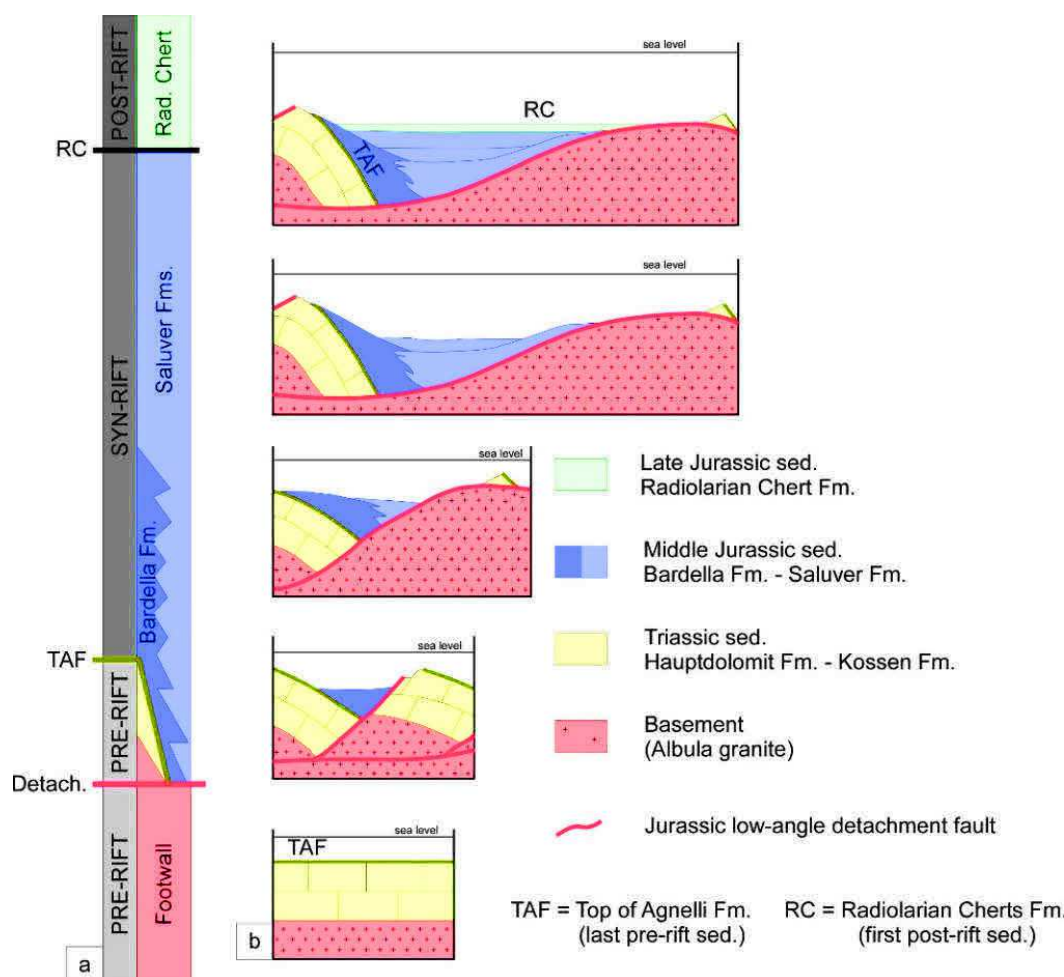 POST-RIFT
Rad. Chert
RC
SYN-RIFT
Saluver Fms.
Bardella Fm.
TAF
PRE-RIFT
Detach.
PRE-RIFT
Footwall
a
sea level
RC
TAF
sea level
sea level
sea level
sea level
TAF
b
Late Jurassic sed.
Radiolarian Chert Fm.
Middle Jurassic sed.
Bardella Fm. - Saluver Fm.
Triassic sed.
Hauptdolomit Fm. - Kossen Fm.
Basement
(Albula granite)
Jurassic low-angle detachment fault
TAF = Top of Agnelli Fm.
(last pre-rift sed.)
RC = Radiolarian Cherts Fm.
(first post-rift sed.)